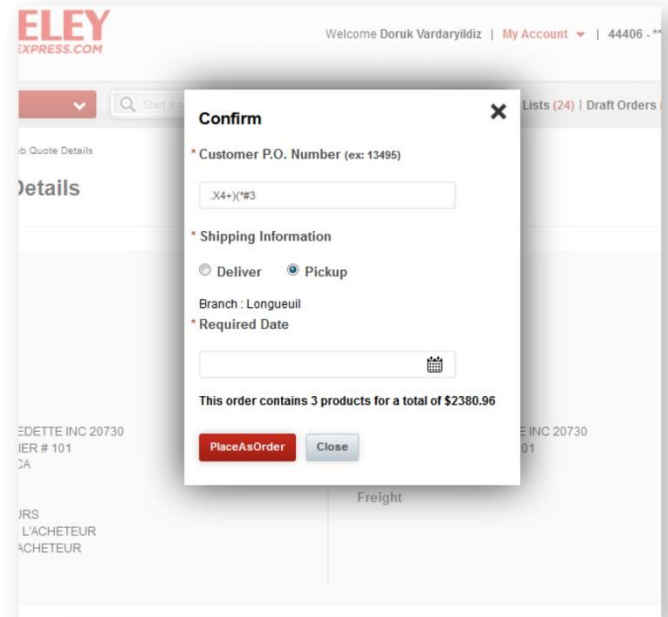 ELEY
EXPRESS.COM
Welcome Doruk Vardaryildiz | My Account | 44406 - **
Lists (24) | Draft Orders
b Quote Details
Details
Confirm
* Customer P.O. Number (ex: 13495)
.X4+)(*#3
* Shipping Information
Deliver Pickup
Branch : Longueuil
* Required Date
This order contains 3 products for a total of $2380.96
PlaceAsOrder Close
EDETTE INC 20730
IER # 101
CA
E INC 20730
01
Freight
URS
L'ACHETEUR
ACHETEUR